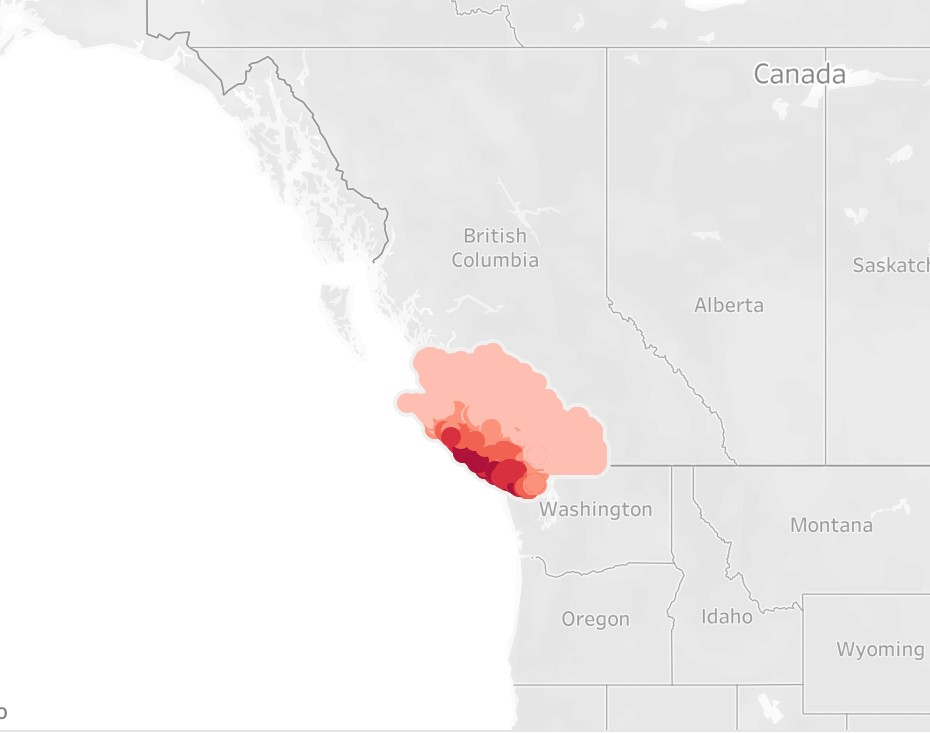 Canada
British
Columbia
Saskatch
Alberta
Washington
Montana
Oregon
Idaho
Wyoming
o